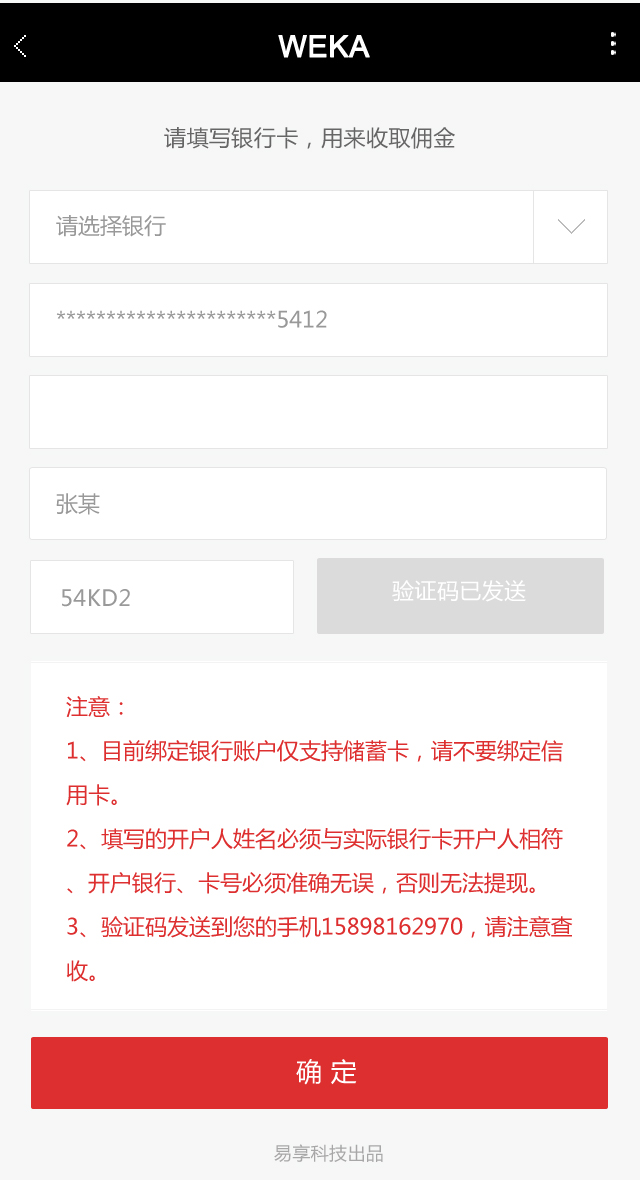 WEKA
请填写银行卡，用来收取佣金
请选择银行
**********************5412
张某
54KD2
验证码已发送
注意：
1、目前绑定银行账户仅支持储蓄卡，请不要绑定信
用卡。
2、填写的开户人姓名必须与实际银行卡开户人相符
、开户银行、卡号必须准确无误，否则无法提现。
3、验证码发送到您的手机15898162970，请注意查
收。
确 定
易享科技出品